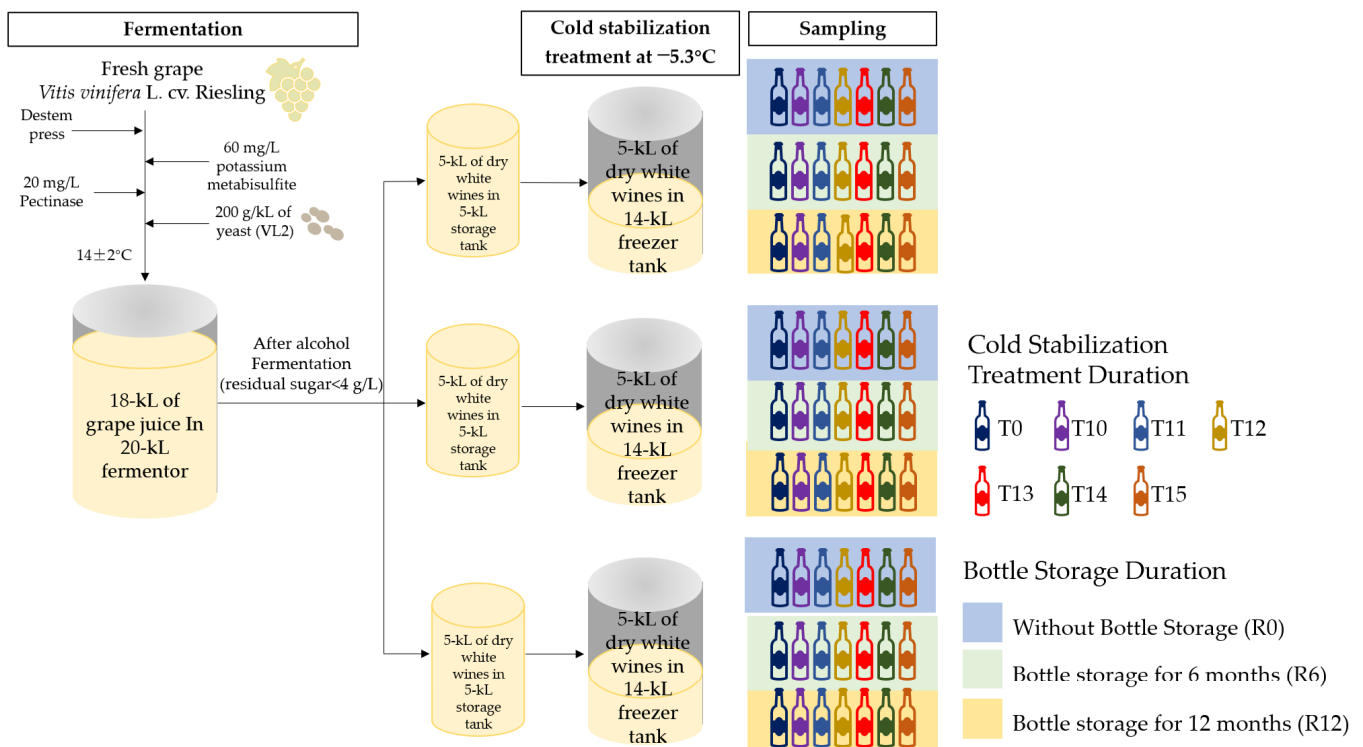 Fermentation
Fresh grape
Vitis vinifera L. cv. Riesling
Destem
press
60 mg/L
potassium
metabisulfite
20 mg/L
Pectinase
200 g/kL of
yeast (VL2)
14±2°C
18-kL of
grape juice In
20-kL
fermentor
After alcohol
Fermentation
(residual sugar<4 g/L)
5-kL of dry
white
wines in
5-kL
storage
tank
5-kL of dry
white
wines in
5-kL
storage
tank
5-kL of dry
white
wines in
5-kL
storage
tank
Cold stabilization
treatment at −5.3°C
5-kL of
dry white
wines in
14-kL
freezer
tank
5-kL of
dry white
wines in
14-kL
freezer
tank
5-kL of
dry white
wines in
14-kL
freezer
tank
Sampling
Cold Stabilization
Treatment Duration
T0 T10 T11 T12
T13 T14 T15
Bottle Storage Duration
Without Bottle Storage (R0)
Bottle storage for 6 months (R6)
Bottle storage for 12 months (R12)